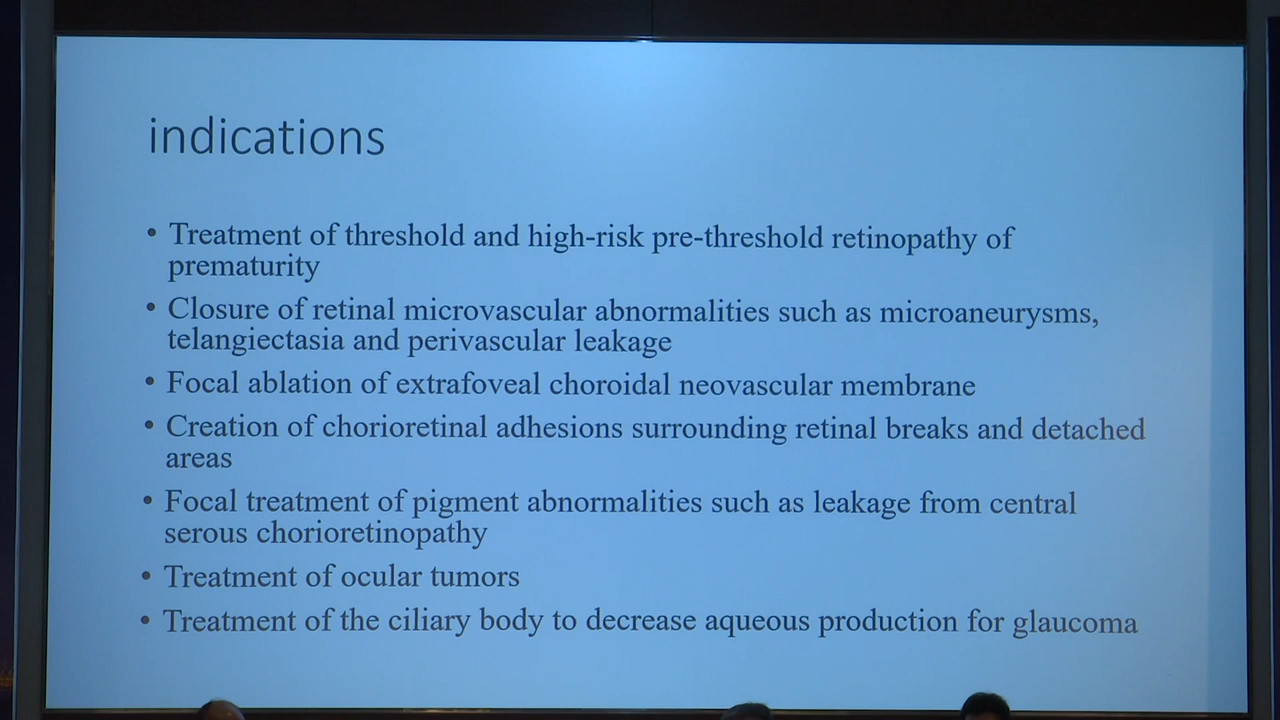 indications
• Treatment of threshold and high-risk pre-threshold retinopathy of
prematurity
• Closure of retinal microvascular abnormalities such as microaneurysms,
telangiectasia and perivascular leakage
• Focal ablation of extrafoveal choroidal neovascular membrane
• Creation of chorioretinal adhesions surrounding retinal breaks and detached
areas
• Focal treatment of pigment abnormalities such as leakage from central
serous chorioretinopathy
• Treatment of ocular tumors
• Treatment of the ciliary body to decrease aqueous production for glaucoma